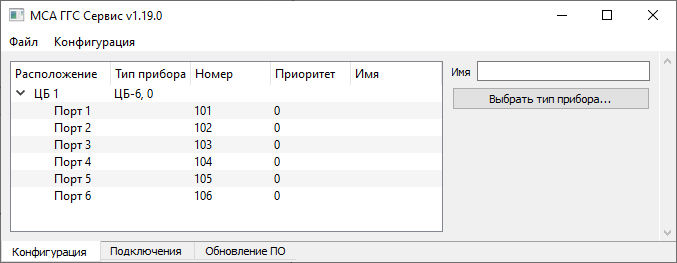 МСА ГГС Сервис v1.19.0
Файл Конфигурация
Расположение Тип прибора Номер Приоритет Имя
ЦБ 1 ЦБ-6, 0
Порт 1 101 0
Порт 2 102 0
Порт 3 103 0
Порт 4 104 0
Порт 5 105 0
Порт 6 106 0
Имя
Выбрать тип прибора...
Конфигурация Подключения Обновление ПО